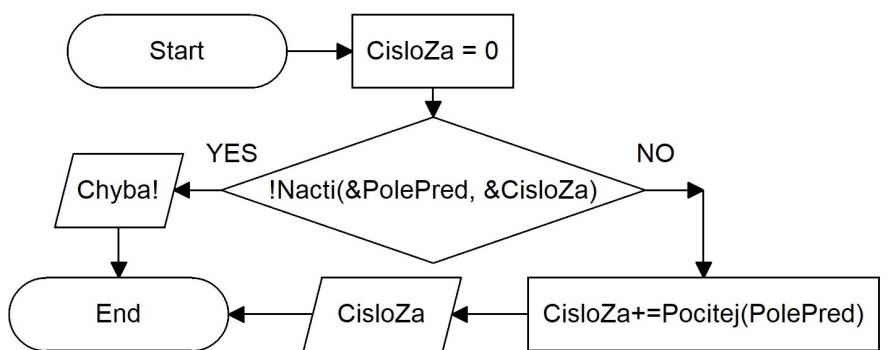 Start
CisloZa = 0
YES
NO
Chyba!
!Nacti(&PolePred, &CisloZa)
End
CisloZa
CisloZa+=Pocitej(PolePred)